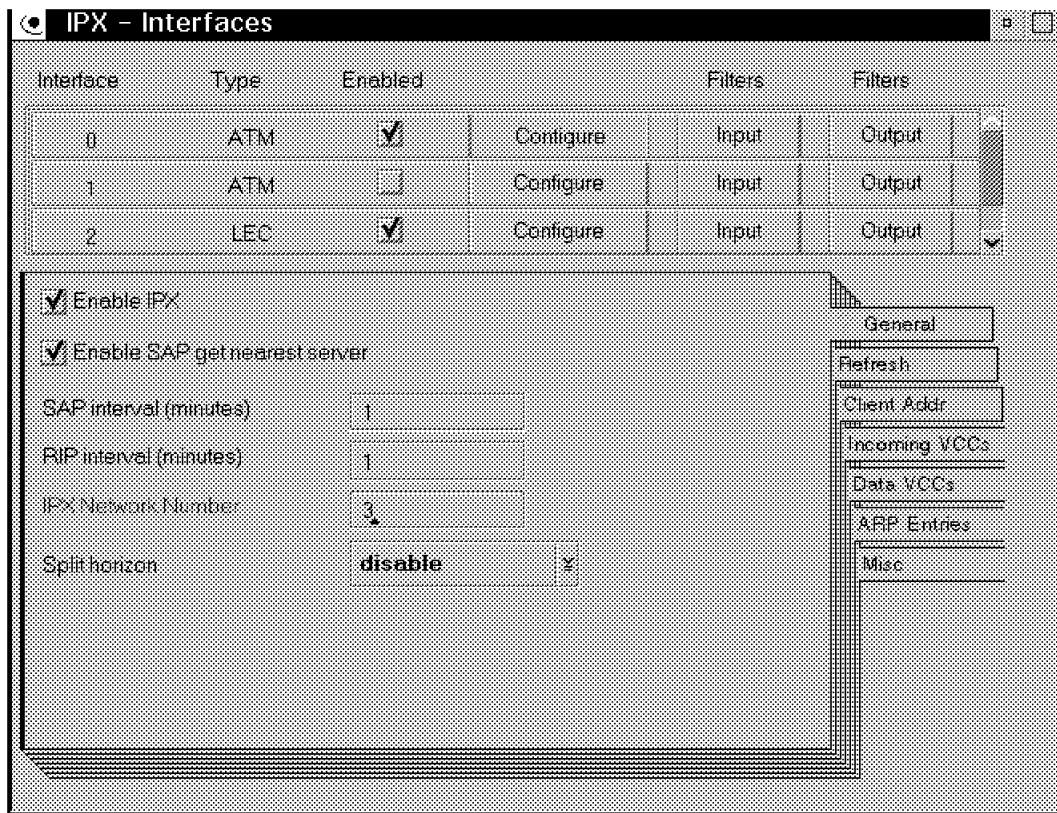 IPX - Interfaces
Interface Type Enabled Filters Filters
0 ATM Configure Input Output
1 ATM Configure Input Output
2 LEC Configure Input Output
Enable IPX
Enable SAP get nearest server
SAP interval (minutes) 1
RIP interval (minutes) 1
IPX Network Number 3
Split horizon disable
General
Refresh
Client Addr
Incoming VCCs
Data VCCs
ARP Entries
Misc